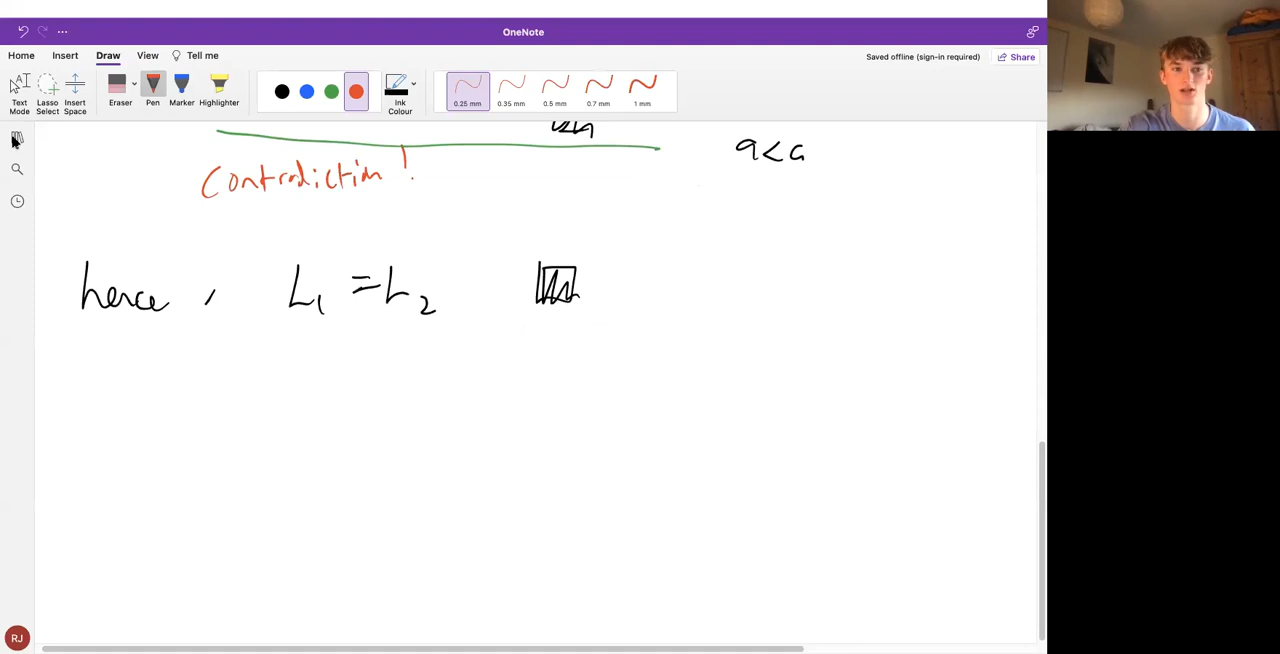 OneNote
Home Insert Draw View Tell me
Saved offline (sign-in required) Share
Text Mode
Lasso Select
Insert Space
Eraser
Pen
Marker
Highlighter
Ink Colour
0.25 mm 0.35 mm 0.5 mm 0.7 mm 1 mm
a < a
Contradiction!
hence, L₁ = L₂
RJ